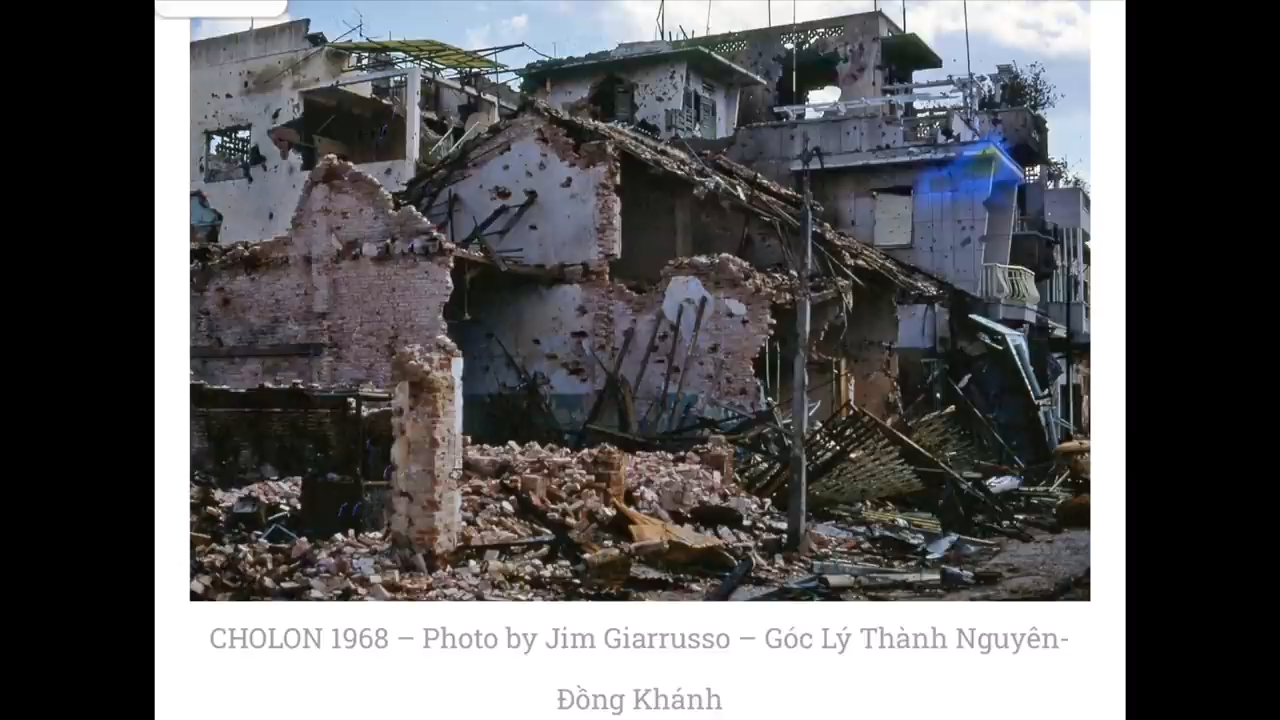 CHOLON 1968 – Photo by Jim Giarrusso – Góc Lý Thành Nguyên-
Đồng Khánh